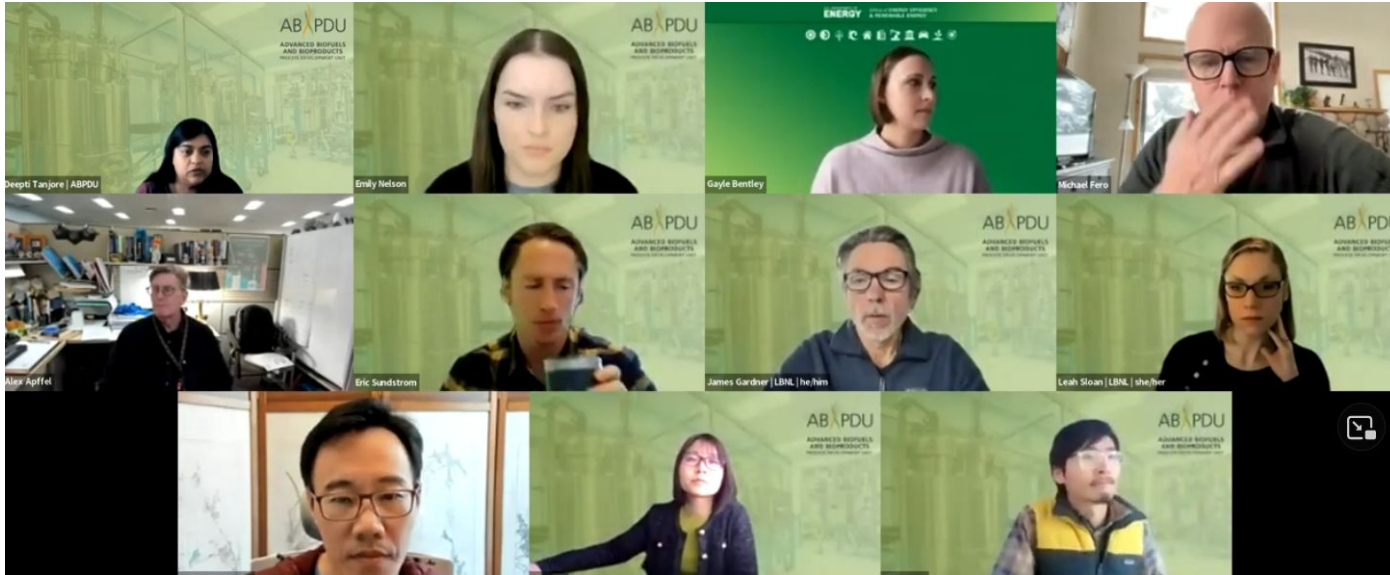 ABPDU
ADVANCED BIOFUELS
AND BIOPRODUCTS
PROCESS DEVELOPMENT UNIT
Deepti Tanjore | ABPDU
ABPDU
ADVANCED BIOFUELS
AND BIOPRODUCTS
PROCESS DEVELOPMENT UNIT
Emily Nelson
ENERGY
ENERGY EFFICIENCY
& RENEWABLE ENERGY
Gayle Bentley
Michael Fero
Alex Apffel
ABPDU
ADVANCED BIOFUELS
AND BIOPRODUCTS
PROCESS DEVELOPMENT UNIT
Eric Sundstrom
ABPDU
ADVANCED BIOFUELS
AND BIOPRODUCTS
PROCESS DEVELOPMENT UNIT
James Gardner | LBNL | he/him
ABPDU
ADVANCED BIOFUELS
AND BIOPRODUCTS
PROCESS DEVELOPMENT UNIT
Leah Sloan | LBNL | she/her
ABPDU
ADVANCED BIOFUELS
AND BIOPRODUCTS
PROCESS DEVELOPMENT UNIT
ABPDU
ADVANCED BIOFUELS
AND BIOPRODUCTS
PROCESS DEVELOPMENT UNIT